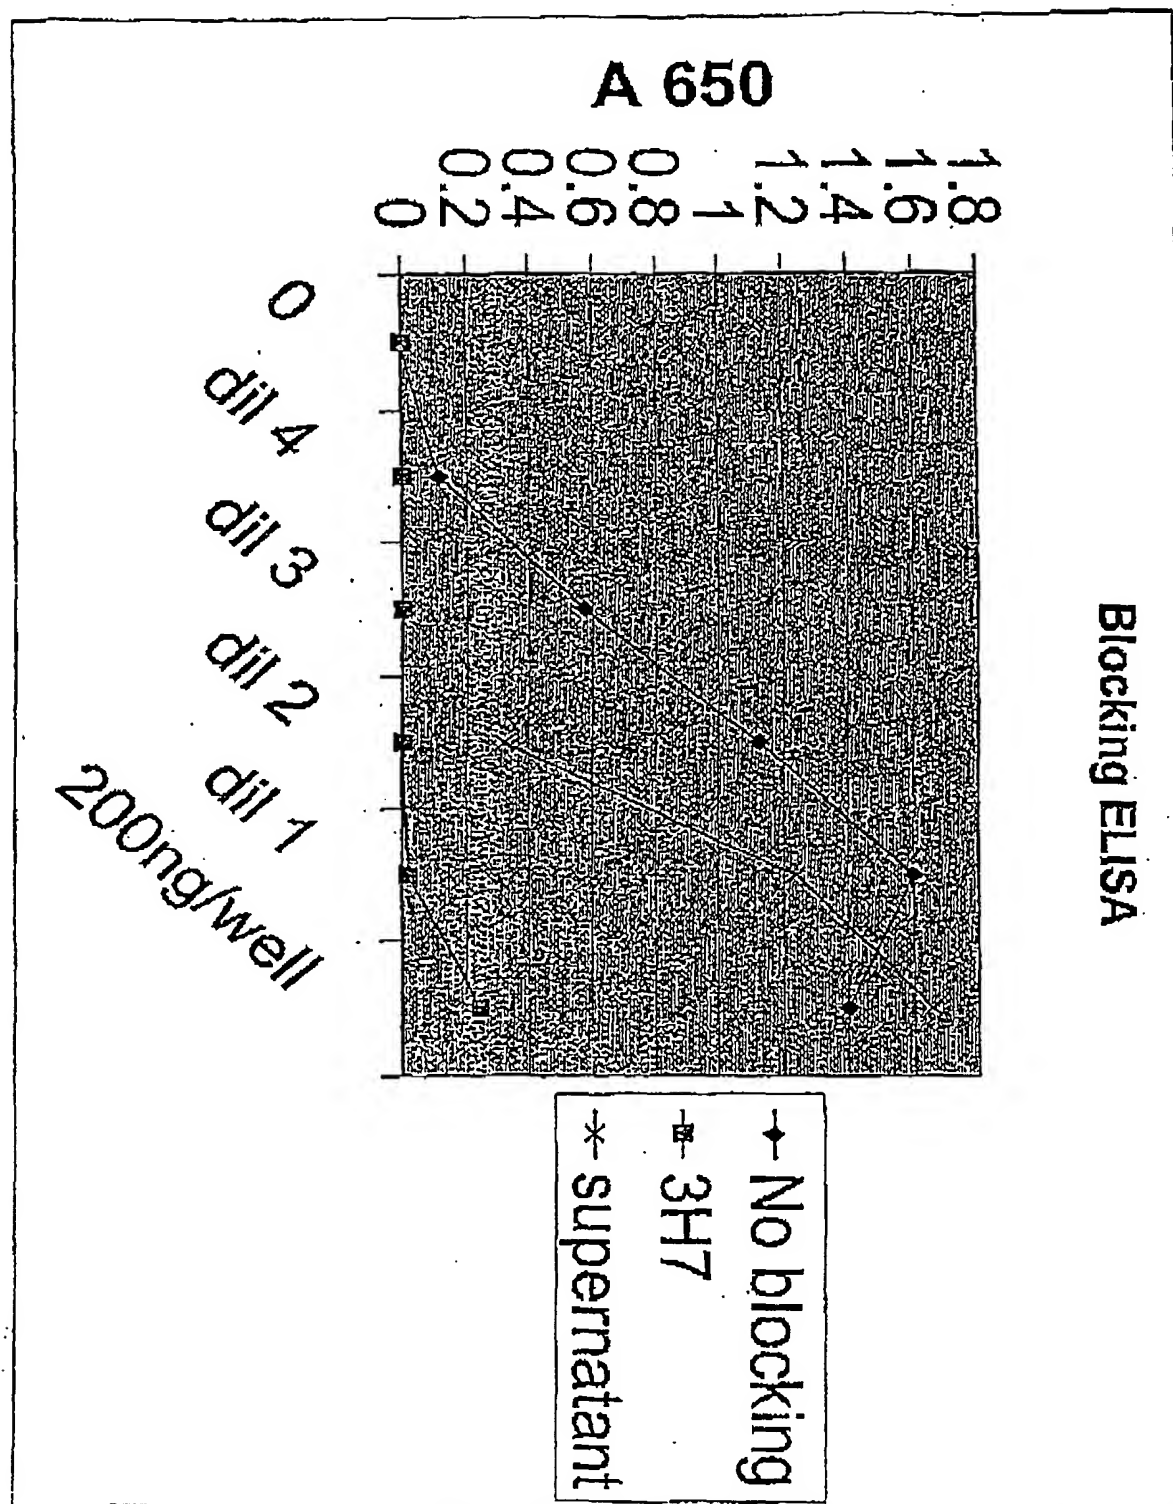 Blocking ELISA
A 650
1.8
1.6
1.4
1.2
1
0.8
0.6
0.4
0.2
0
0
dil 4
dil 3
dil 2
dil 1
200ng/well
No blocking
3H7
supernatant